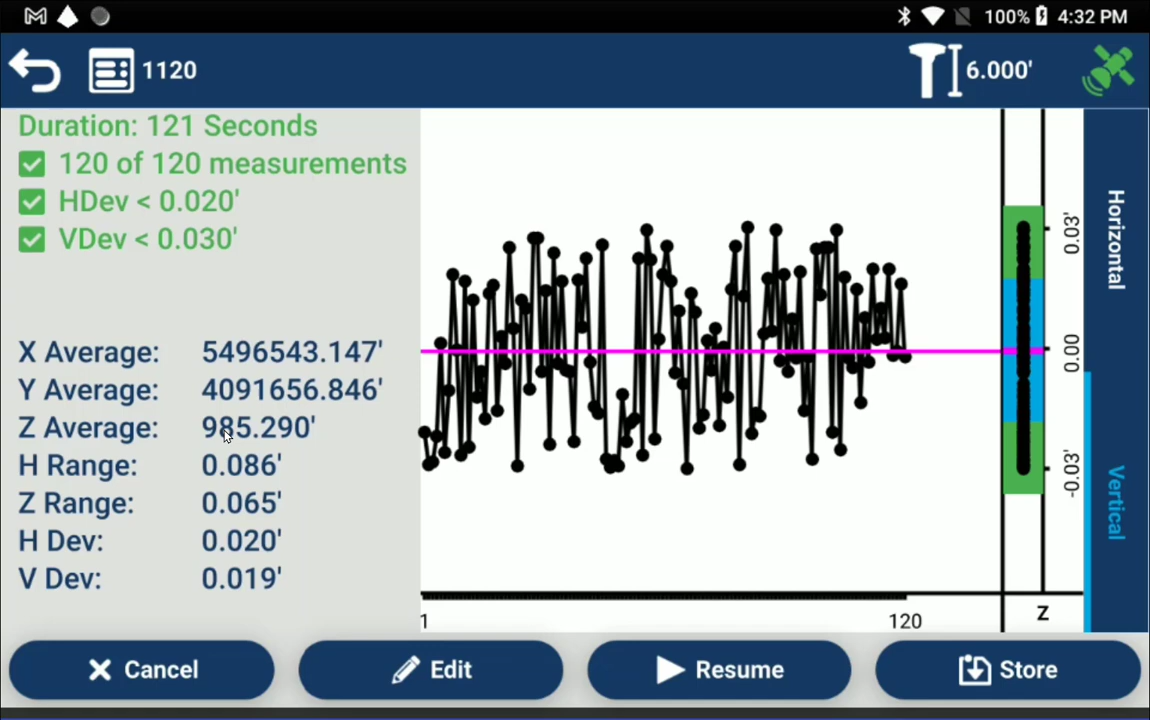 100% 4:32 PM
1120
6.000'
Duration: 121 Seconds
120 of 120 measurements
HDev < 0.020'
VDev < 0.030'
X Average: 5496543.147'
Y Average: 4091656.846'
Z Average: 985.290'
H Range: 0.086'
Z Range: 0.065'
H Dev: 0.020'
V Dev: 0.019'
1 120
0.03'
0.00
-0.03'
Z
Horizontal
Vertical
Cancel
Edit
Resume
Store